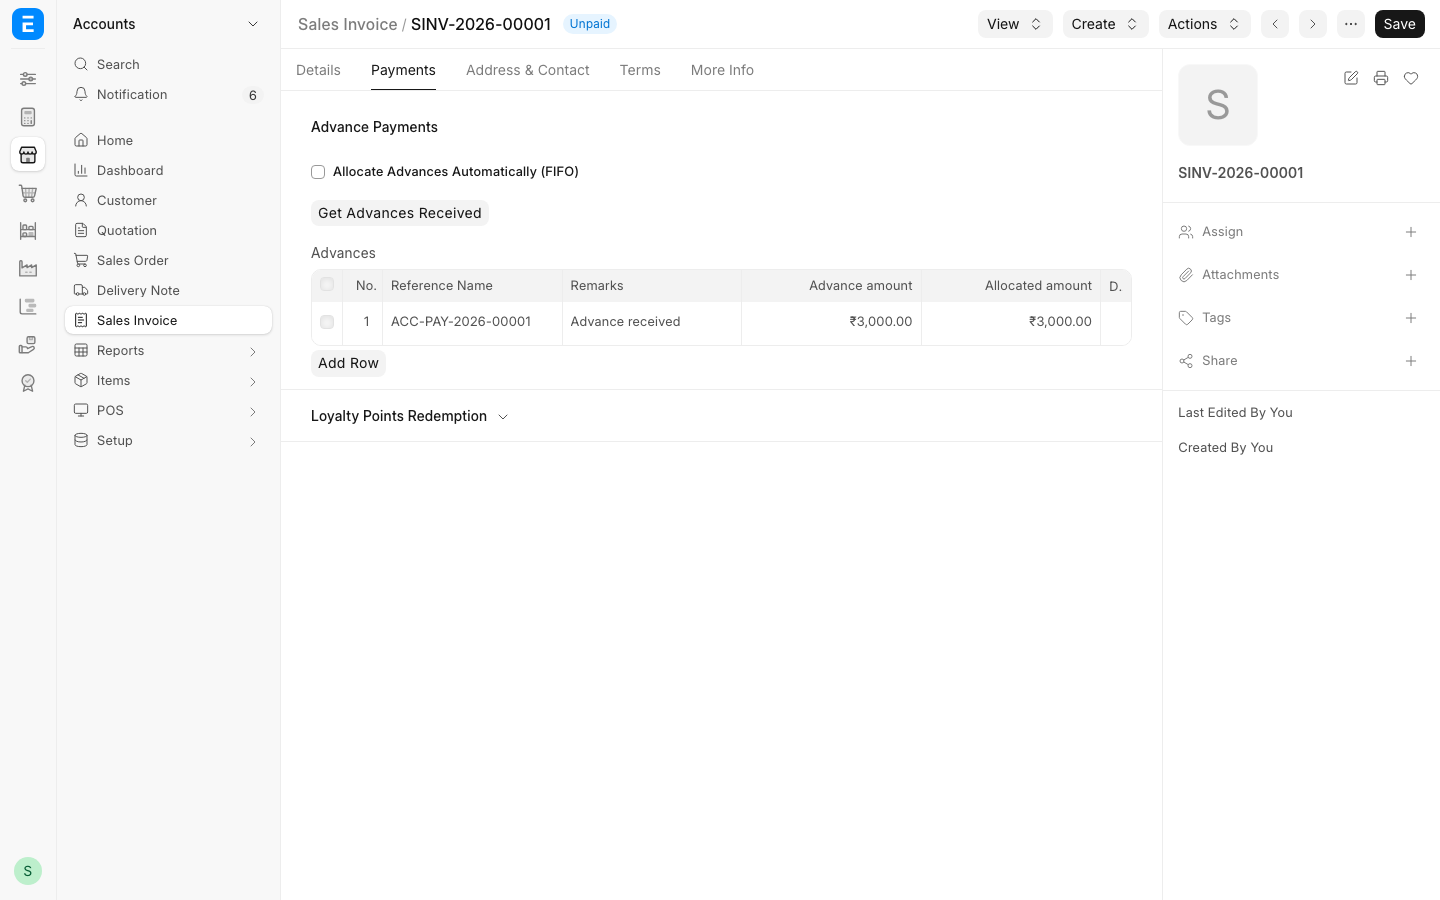 Accounts
Search
Notification
6
Home
Dashboard
Customer
Quotation
Sales Order
Delivery Note
Sales Invoice
Reports
Items
POS
Setup
S
Sales Invoice / SINV-2026-00001 Unpaid
View
Create
Actions
Save
Details Payments Address & Contact Terms More Info
Advance Payments
Allocate Advances Automatically (FIFO)
Get Advances Received
Advances
No. Reference Name Remarks Advance amount Allocated amount D.
1 ACC-PAY-2026-00001 Advance received ₹3,000.00 ₹3,000.00
Add Row
Loyalty Points Redemption
S
SINV-2026-00001
Assign
Attachments
Tags
Share
Last Edited By You
Created By You